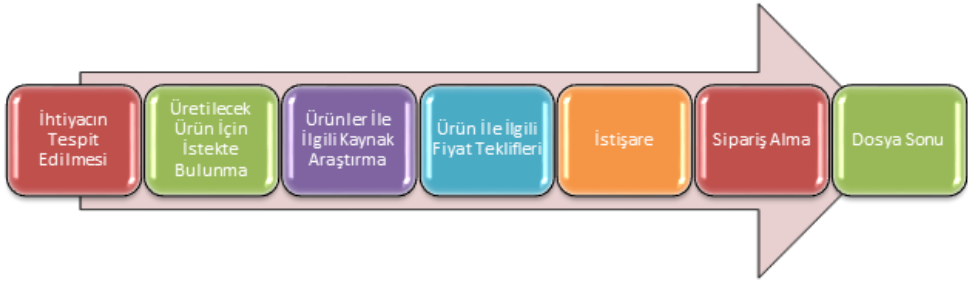 İhtiyacın
Tespit
Edilmesi
Üretilecek
Ürün İçin
İstekte
Bulunma
Ürünler İle
İlgili Kaynak
Araştırma
Ürün İle İlgili
Fiyat Teklifleri
İstişare
Sipariş Alma
Dosya Sonu